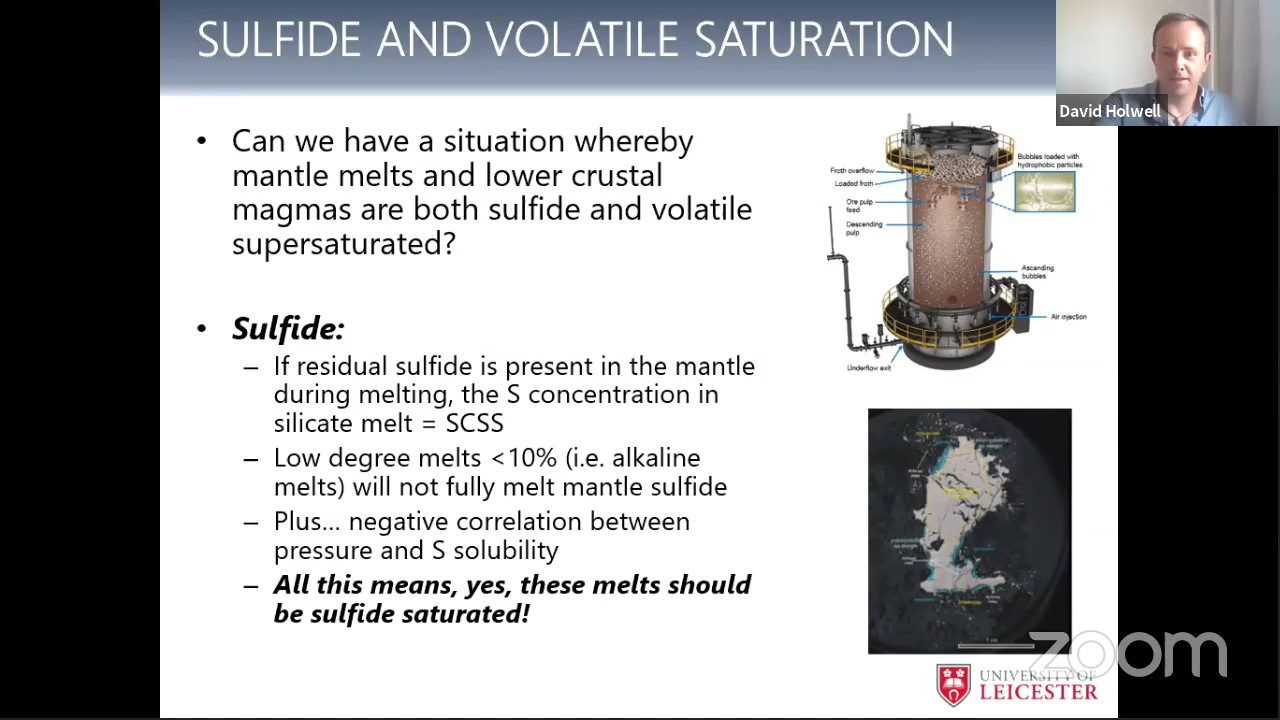 SULFIDE AND VOLATILE SATURATION
David Holwell
• Can we have a situation whereby
mantle melts and lower crustal
magmas are both sulfide and volatile
supersaturated?
• Sulfide:
– If residual sulfide is present in the mantle
during melting, the S concentration in
silicate melt = SCSS
– Low degree melts <10% (i.e. alkaline
melts) will not fully melt mantle sulfide
– Plus... negative correlation between
pressure and S solubility
– All this means, yes, these melts should
be sulfide saturated!
Bubbles loaded with
hydrophobic particles
Froth overflow
Loaded froth
Ore pulp
feed
Descending
pulp
Ascending
bubbles
Air injection
Underflow exit
1 cm
zoom
UNIVERSITY OF
LEICESTER